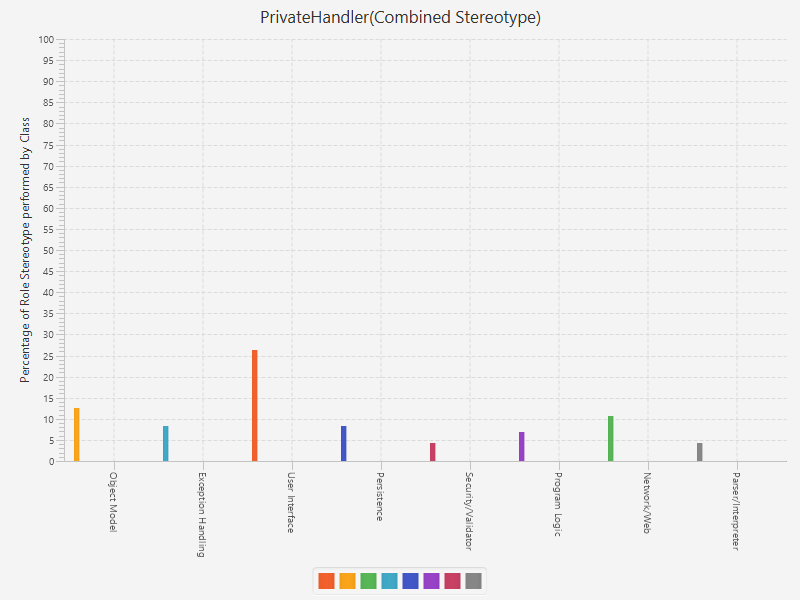 PrivateHandler(Combined Stereotype)
Percentage of Role Stereotype performed by Class
100
95
90
85
80
75
70
65
60
55
50
45
40
35
30
25
20
15
10
5
0
Object Model
Exception Handling
User Interface
Persistence
Security/Validator
Program Logic
Network/Web
Parser/Interpreter